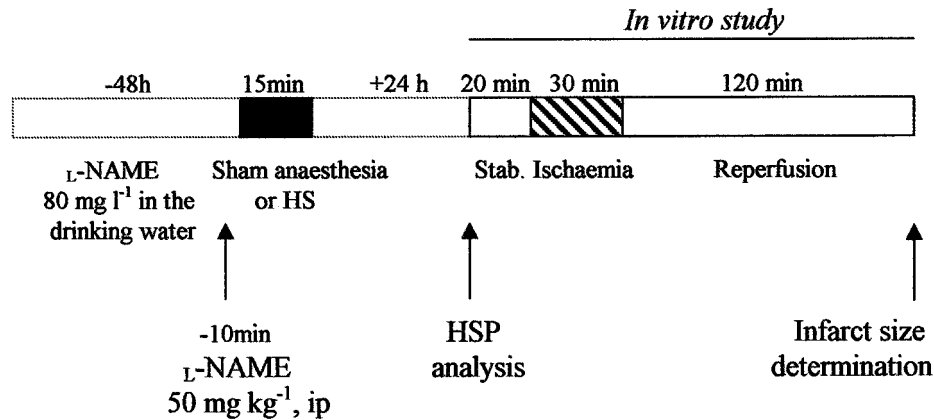 In vitro study
-48h 15min +24 h 20 min 30 min 120 min
L-NAME
80 mg l⁻¹ in the
drinking water
Sham anaesthesia
or HS
Stab. Ischaemia Reperfusion
-10min
L-NAME
50 mg kg⁻¹, ip
HSP
analysis
Infarct size
determination